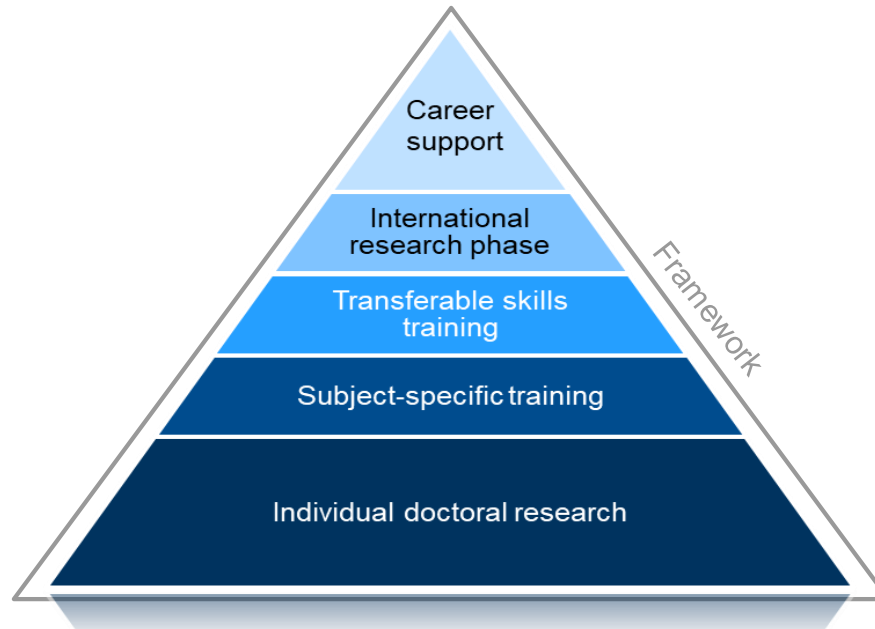 Career
support
International
research phase
Framework
Transferable skills
training
Subject-specific training
Individual doctoral research